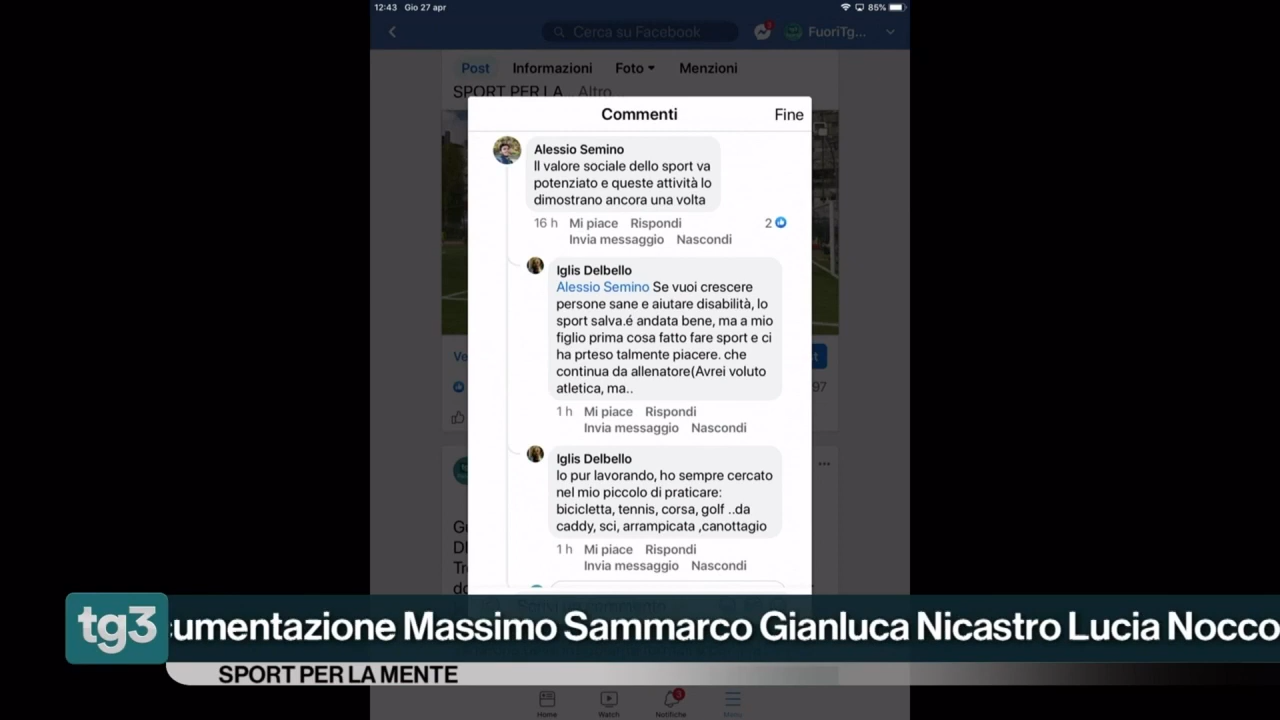 12:43 Gio 27 apr
85%
Cerca su Facebook
FuoriTg...
Post Informazioni Foto Menzioni
SPORT PER LA... Altro...
Commenti
Fine
Alessio Semino
Il valore sociale dello sport va
potenziato e queste attività lo
dimostrano ancora una volta
16 h Mi piace Rispondi
2
Invia messaggio Nascondi
Iglis Delbello
Alessio Semino Se vuoi crescere
persone sane e aiutare disabilità, lo
sport salva.é andata bene, ma a mio
figlio prima cosa fatto fare sport e ci
ha prteso talmente piacere. che
continua da allenatore(Avrei voluto
atletica, ma..
1 h Mi piace Rispondi
Invia messaggio Nascondi
Iglis Delbello
Io pur lavorando, ho sempre cercato
nel mio piccolo di praticare:
bicicletta, tennis, corsa, golf ..da
caddy, sci, arrampicata ,canottagio
1 h Mi piace Rispondi
Invia messaggio Nascondi
tg3
cumentazione Massimo Sammarco Gianluca Nicastro Lucia Nocco
SPORT PER LA MENTE
Home Watch Notifiche Menu
3